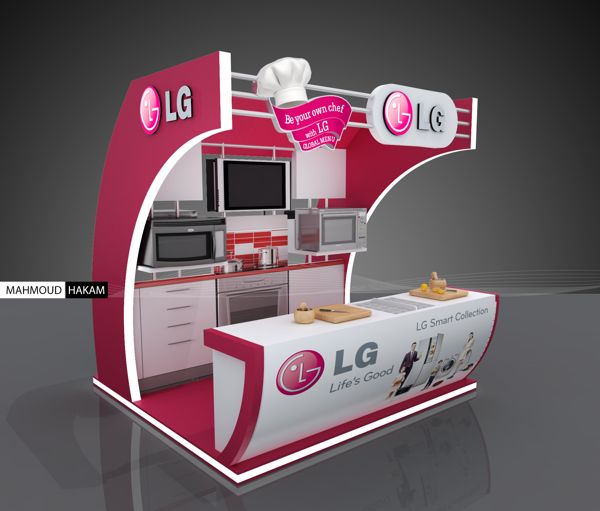 LG
Be your own chef
with LG
GLOBAL MENU
LG
MAHMOUD HAKAM
LG Smart Collection
LG
Life's Good